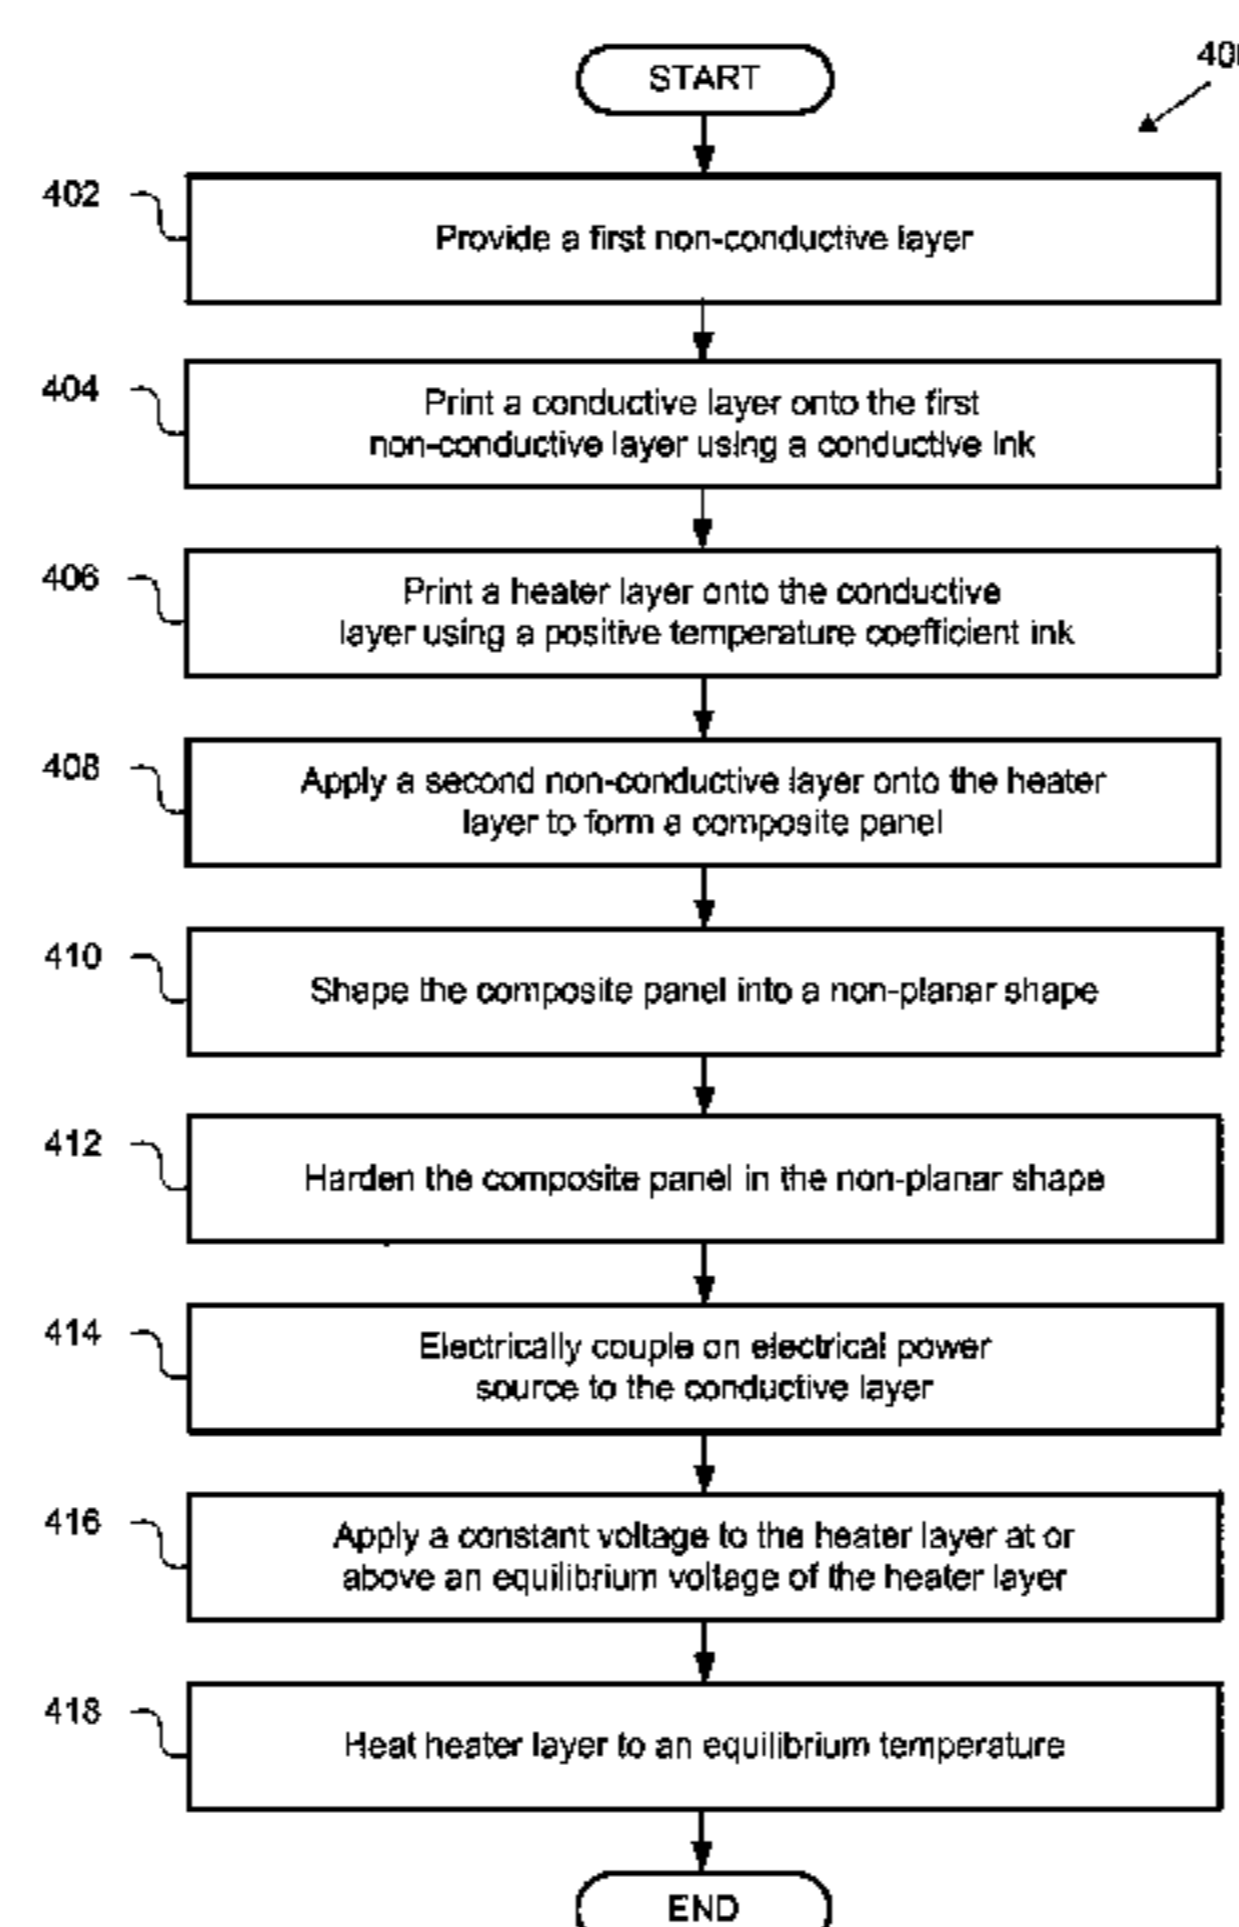 START
402
Provide a first non-conductive layer
404
Print a conductive layer onto the first
non-conductive layer using a conductive ink
406
Print a heater layer onto the conductive
layer using a positive temperature coefficient ink
408
Apply a second non-conductive layer onto the heater
layer to form a composite panel
410
Shape the composite panel into a non-planar shape
412
Harden the composite panel in the non-planar shape
414
Electrically couple on electrical power
source to the conductive layer
416
Apply a constant voltage to the heater layer at or
above an equilibrium voltage of the heater layer
418
Heat heater layer to an equilibrium temperature
END